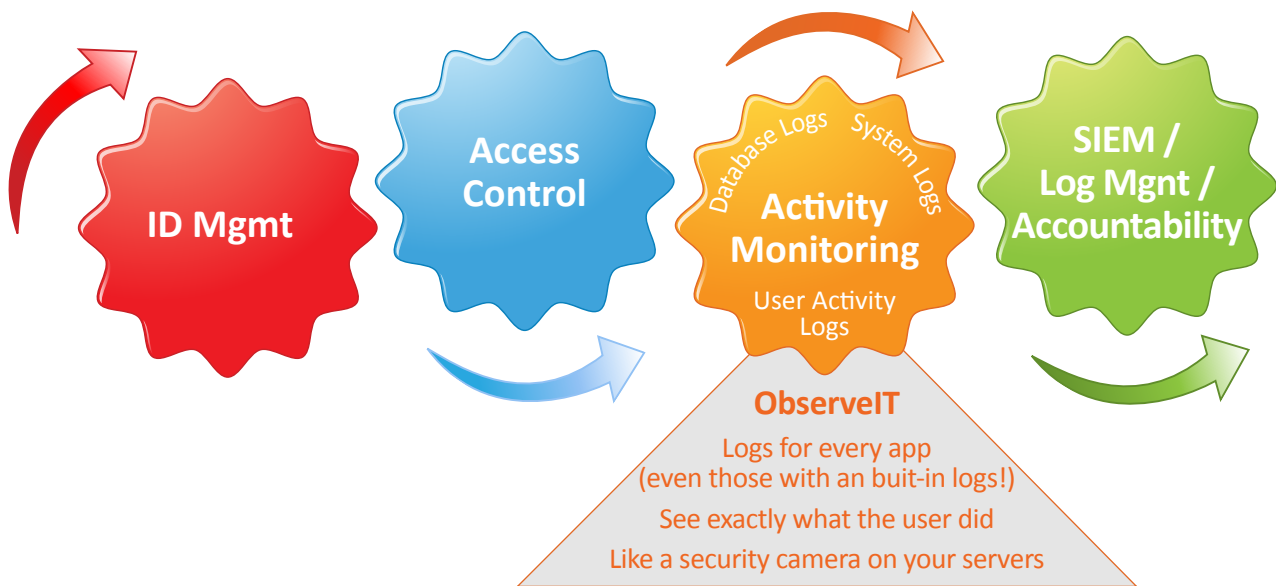 ID Mgmt
Access
Control
Database Logs
System Logs
Activity
Monitoring
User Activity
Logs
SIEM /
Log Mgnt /
Accountability
ObserveIT
Logs for every app
(even those with an buit-in logs!)
See exactly what the user did
Like a security camera on your servers